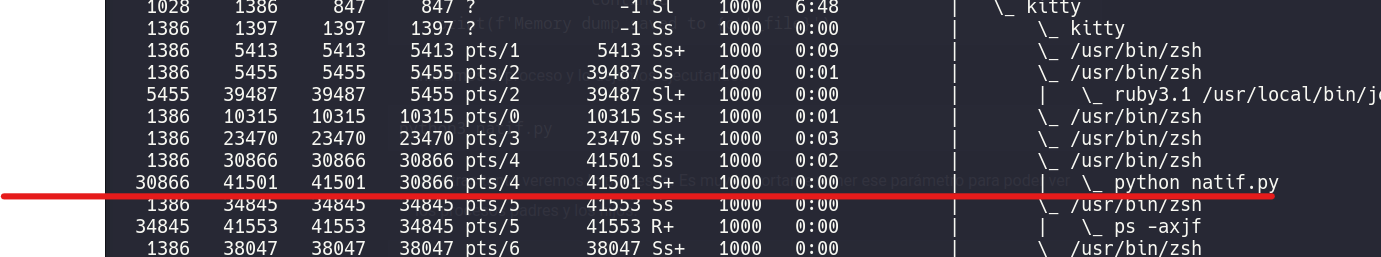 1028 1386 847 847 ? -1 Sl 1000 6:48 | \_ kitty
1386 1397 1397 1397 ? -1 Ss 1000 0:00 | \_ kitty
1386 5413 5413 5413 pts/1 5413 Ss+ 1000 0:09 | \_ /usr/bin/zsh
1386 5455 5455 5455 pts/2 39487 Ss 1000 0:01 | \_ /usr/bin/zsh
5455 39487 39487 5455 pts/2 39487 Sl+ 1000 0:00 | | \_ ruby3.1 /usr/local/bin/je
1386 10315 10315 10315 pts/0 10315 Ss+ 1000 0:01 | \_ /usr/bin/zsh
1386 23470 23470 23470 pts/3 23470 Ss+ 1000 0:03 | \_ /usr/bin/zsh
1386 30866 30866 30866 pts/4 41501 Ss 1000 0:02 | \_ /usr/bin/zsh
30866 41501 41501 30866 pts/4 41501 S+ 1000 0:00 | | \_ python natif.py
1386 34845 34845 34845 pts/5 41553 Ss 1000 0:00 | \_ /usr/bin/zsh
34845 41553 41553 34845 pts/5 41553 R+ 1000 0:00 | | \_ ps -axjf
1386 38047 38047 38047 pts/6 38047 Ss+ 1000 0:00 | \_ /usr/bin/zsh